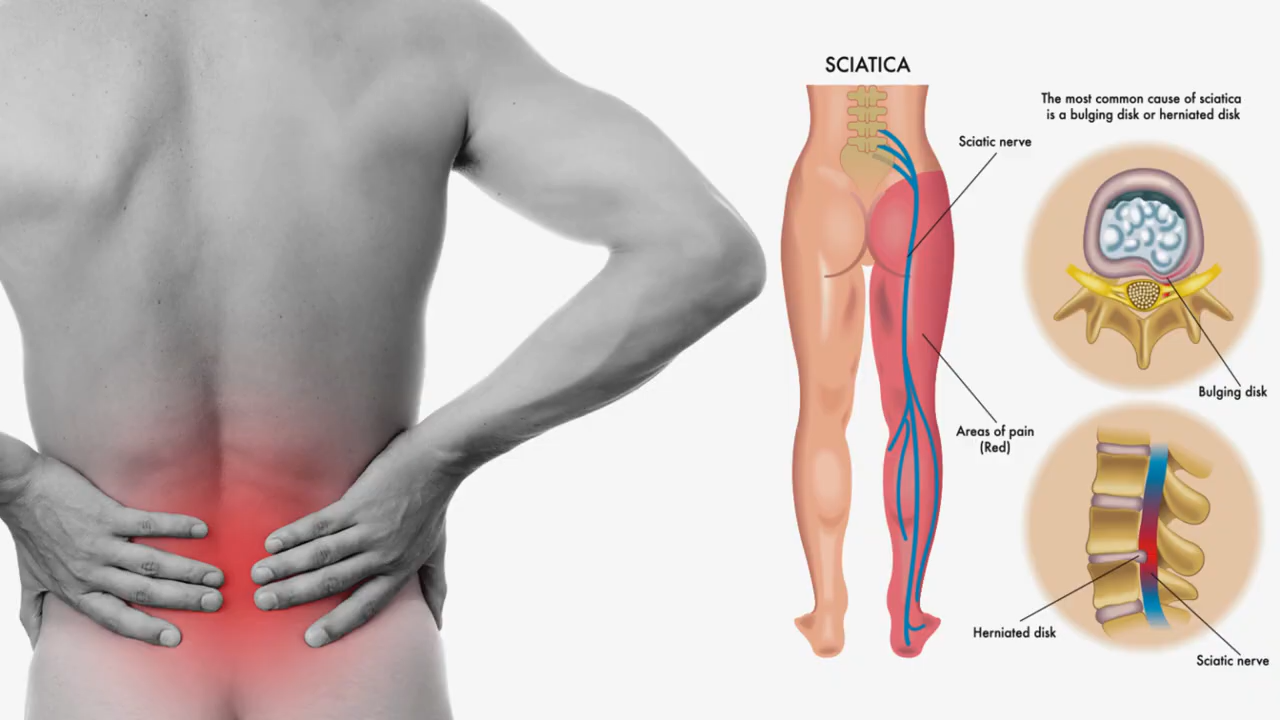 SCIATICA
The most common cause of sciatica
is a bulging disk or herniated disk
Sciatic nerve
Bulging disk
Areas of pain
(Red)
Herniated disk
Sciatic nerve